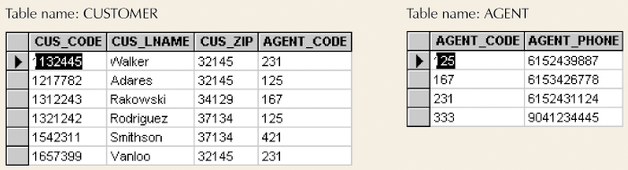 Table name: CUSTOMER
CUS_CODE CUS_LNAME CUS_ZIP AGENT_CODE
1132445 Walker 32145 231
1217782 Adares 32145 125
1312243 Rakowski 34129 167
1321242 Rodriguez 37134 125
1542311 Smithson 37134 421
1657399 Vanloo 32145 231
Table name: AGENT
AGENT_CODE AGENT_PHONE
125 6152439887
167 6153426778
231 6152431124
333 9041234445